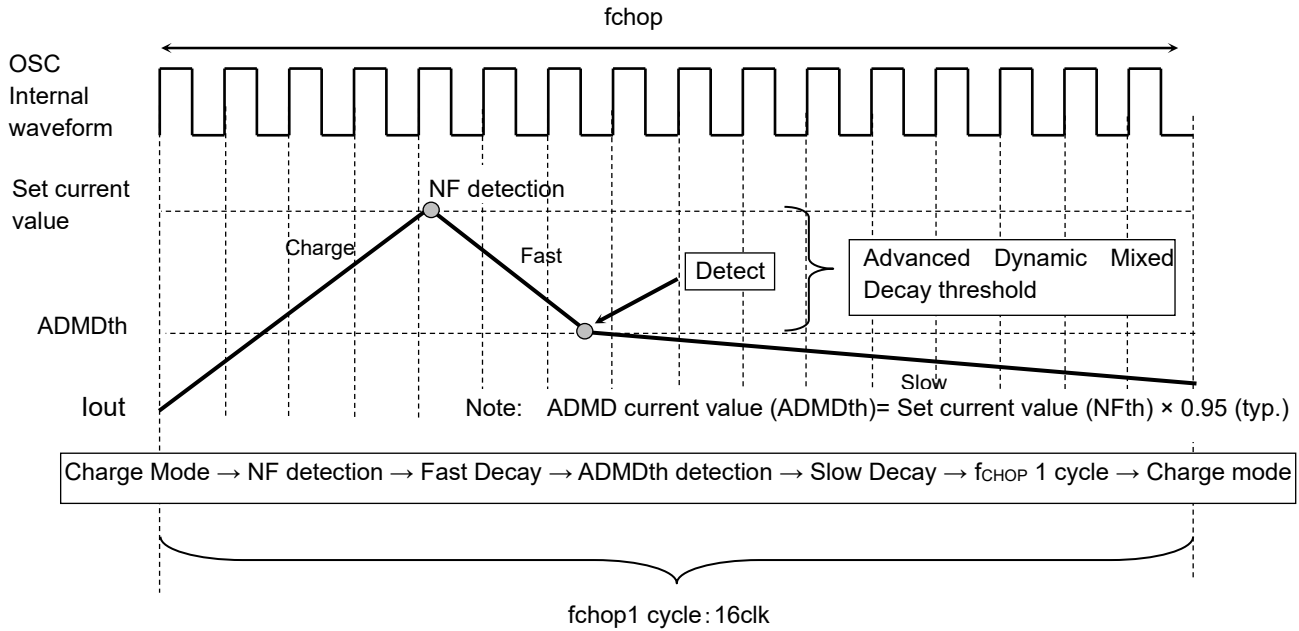 fchop
OSC
Internal
waveform
Set current
value
NF detection
Charge
Fast
Detect
Advanced Dynamic Mixed
Decay threshold
ADMDth
Slow
Iout
Note: ADMD current value (ADMDth)= Set current value (NFth) × 0.95 (typ.)
Charge Mode → NF detection → Fast Decay → ADMDth detection → Slow Decay → fCHOP 1 cycle → Charge mode
fchop1 cycle: 16clk